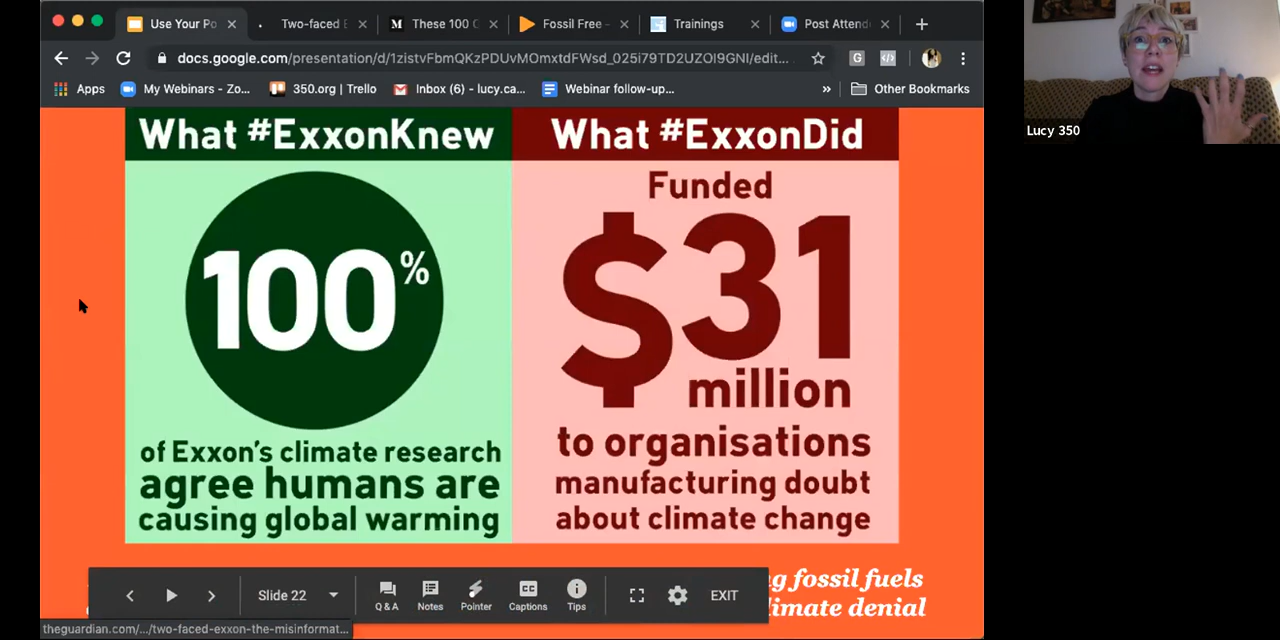 Use Your Po
Two-faced E
These 100 C
Fossil Free -
Trainings
Post Attend
docs.google.com/presentation/d/1zistvFbmQKzPDUvMOmxtdFWsd_025i79TD2UZOl9GNI/edit...
Apps
My Webinars - Zo...
350.org | Trello
Inbox (6) - lucy.ca...
Webinar follow-up...
»
Other Bookmarks
Lucy 350
What #ExxonKnew
100%
of Exxon's climate research
agree humans are
causing global warming
What #ExxonDid
Funded
$31
million
to organisations
manufacturing doubt
about climate change
g fossil fuels
limate denial
Slide 22
Q & A
Notes
Pointer
Captions
Tips
EXIT
theguardian.com/.../two-faced-exxon-the-misinformat...